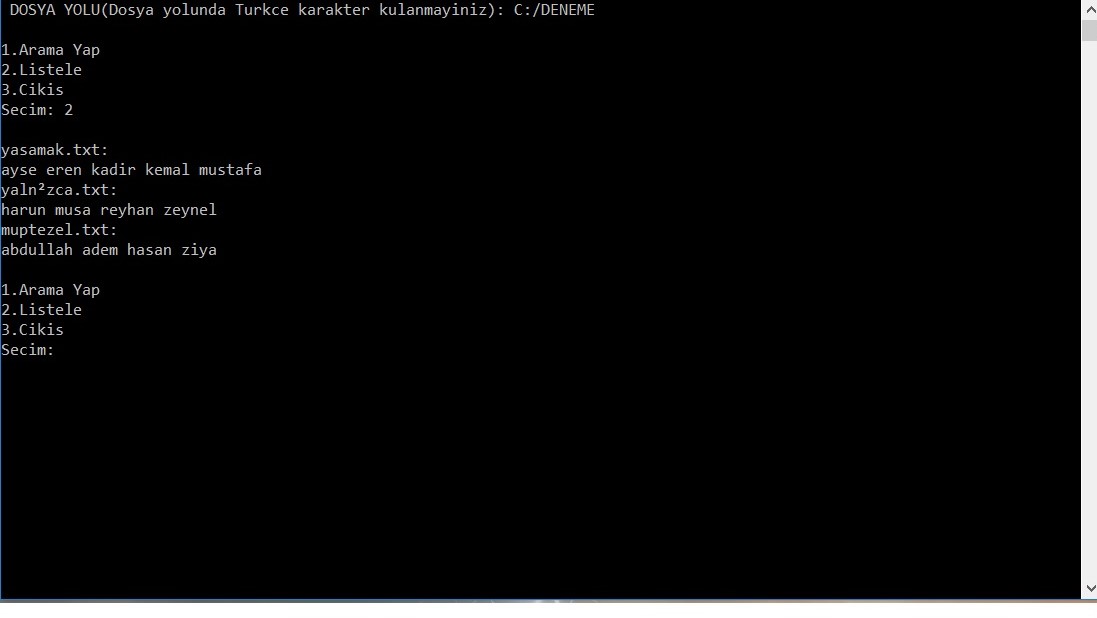 DOSYA YOLU(Dosya yolunda Turkce karakter kulanmayiniz): C:/DENEME
1.Arama Yap
2.Listele
3.Cikis
Secim: 2
yasamak.txt:
ayse eren kadir kemal mustafa
yaln²zca.txt:
harun musa reyhan zeynel
muptezel.txt:
abdullah adem hasan ziya
1.Arama Yap
2.Listele
3.Cikis
Secim: